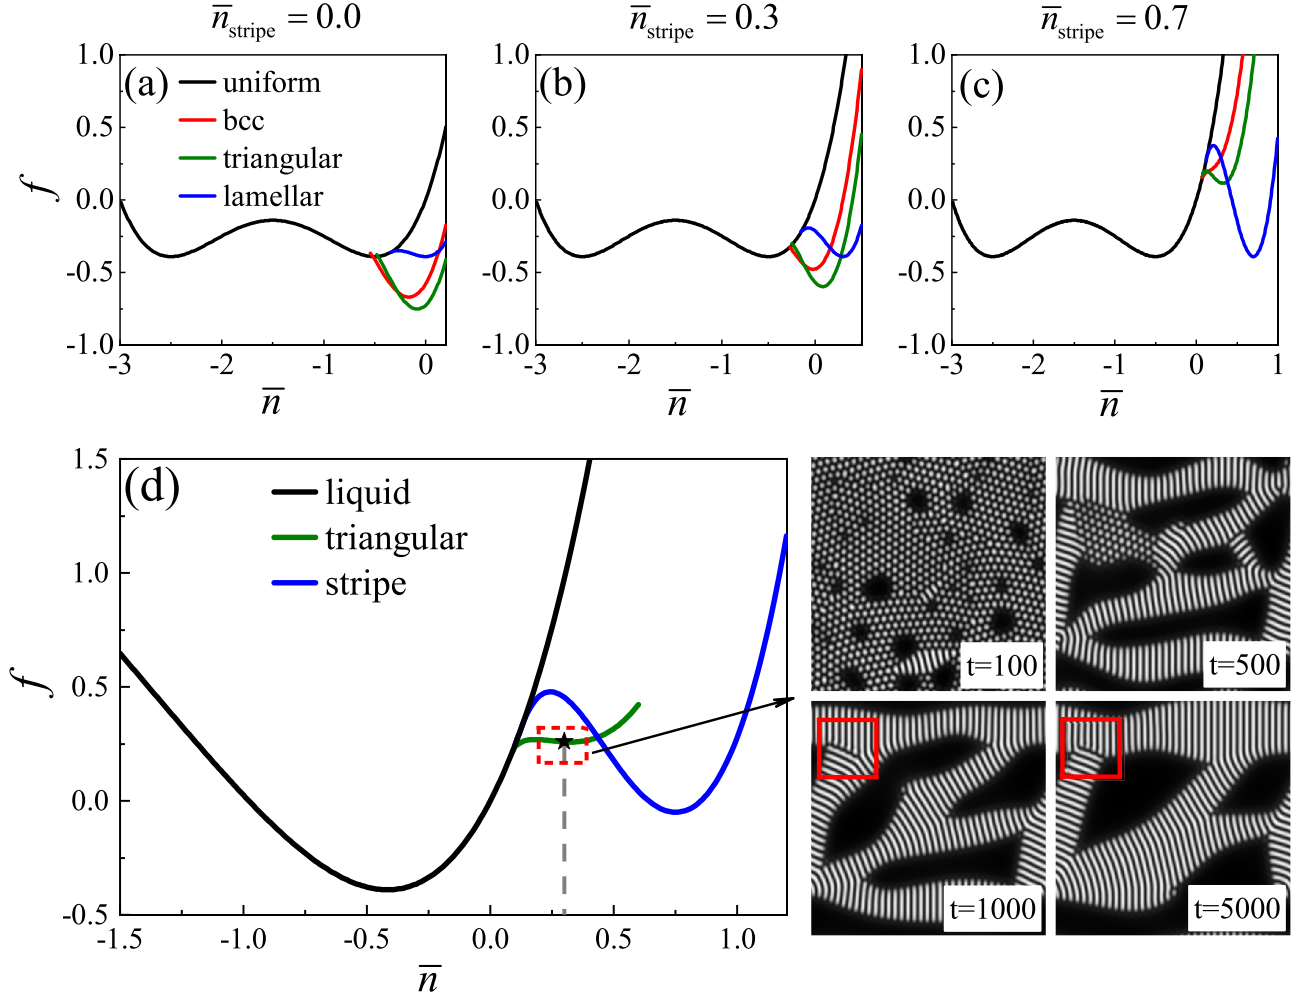 n̅stripe = 0.0
n̅stripe = 0.3
n̅stripe = 0.7
(a)
uniform
bcc
triangular
lamellar
f
1.0
0.5
0.0
-0.5
-1.0
-3 -2 -1 0
n̅
(b)
1.0
0.5
0.0
-0.5
-1.0
-3 -2 -1 0
n̅
(c)
1.0
0.5
0.0
-0.5
-1.0
-3 -2 -1 0 1
n̅
(d)
liquid
triangular
stripe
f
1.5
1.0
0.5
0.0
-0.5
-1.5 -1.0 -0.5 0.0 0.5 1.0
n̅
t=100
t=500
t=1000
t=5000